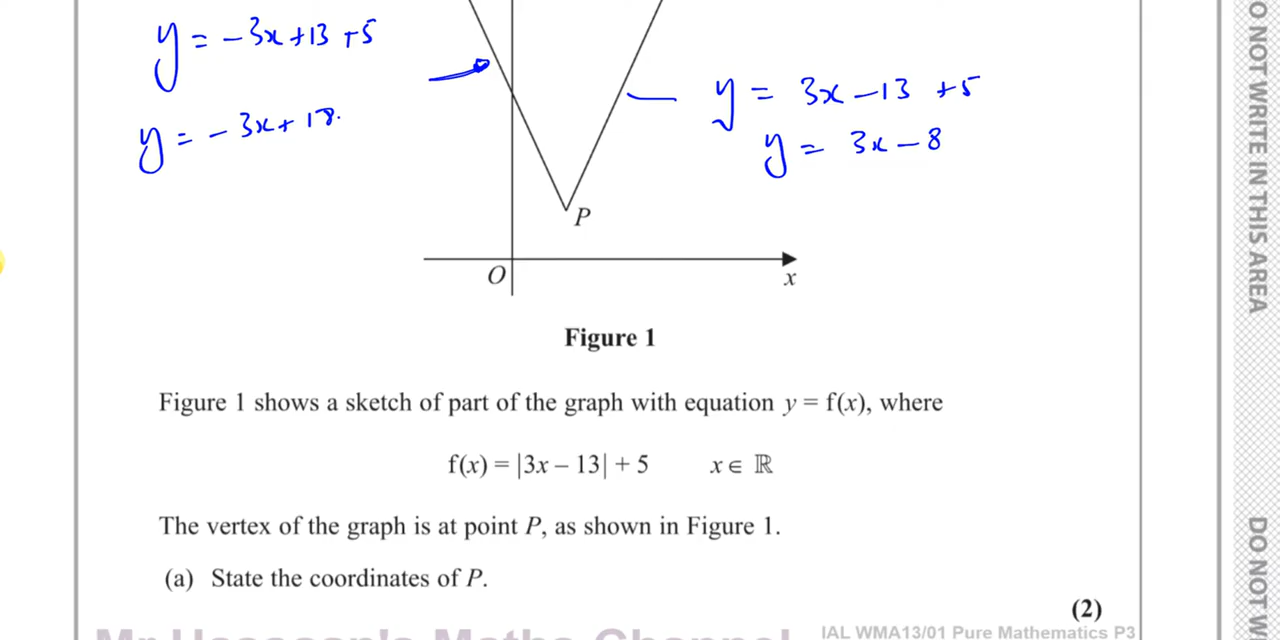 y = -3x+13 +5
y = -3x+18.
y = 3x-13 +5
y = 3x-8
P
O
x
Figure 1
Figure 1 shows a sketch of part of the graph with equation y = f(x), where
f(x) = |3x – 13| + 5 x ∈ ℝ
The vertex of the graph is at point P, as shown in Figure 1.
(a) State the coordinates of P.
(2)
IAL WMA13/01 Pure Mathematics P3
O NOT WRITE IN THIS AREA
DO NOT W